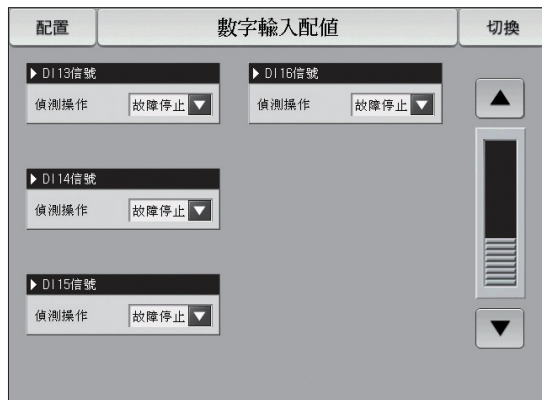 配置 數字輸入配值 切換
▶ DI13信號 ▶ DI16信號
偵測操作 故障停止 ▼ 偵測操作 故障停止 ▼
▶ DI14信號
偵測操作 故障停止 ▼
▶ DI15信號
偵測操作 故障停止 ▼